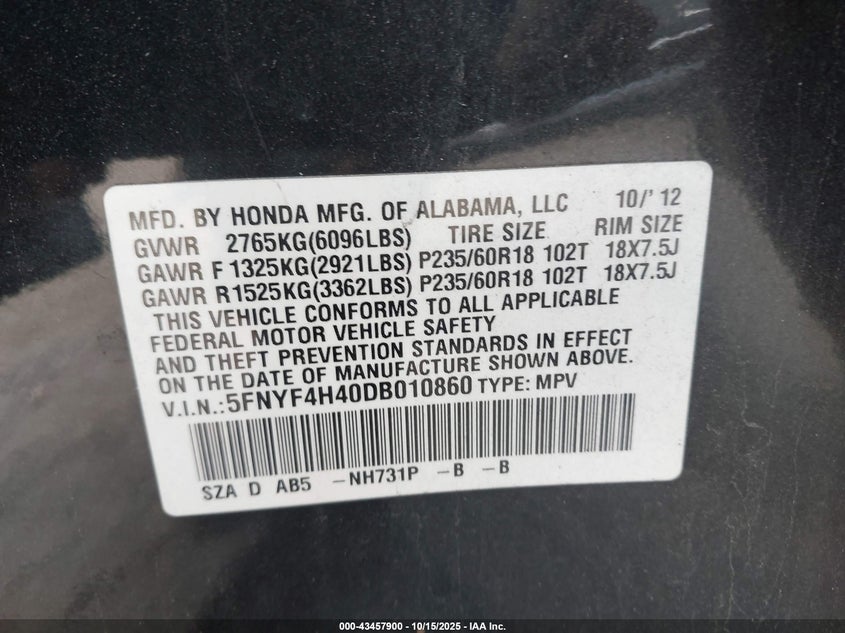 MFD. BY HONDA MFG. OF ALABAMA, LLC 10/'12
GVWR 2765KG(6096LBS) TIRE SIZE RIM SIZE
GAWR F 1325KG(2921LBS) P235/60R18 102T 18X7.5J
GAWR R1525KG(3362LBS) P235/60R18 102T 18X7.5J
THIS VEHICLE CONFORMS TO ALL APPLICABLE
FEDERAL MOTOR VEHICLE SAFETY
AND THEFT PREVENTION STANDARDS IN EFFECT
ON THE DATE OF MANUFACTURE SHOWN ABOVE.
V.I.N.:5FNYF4H40DB010860 TYPE: MPV
SZA D AB5 -NH731P -B -B
000-43457900 - 10/15/2025 - IAA Inc.